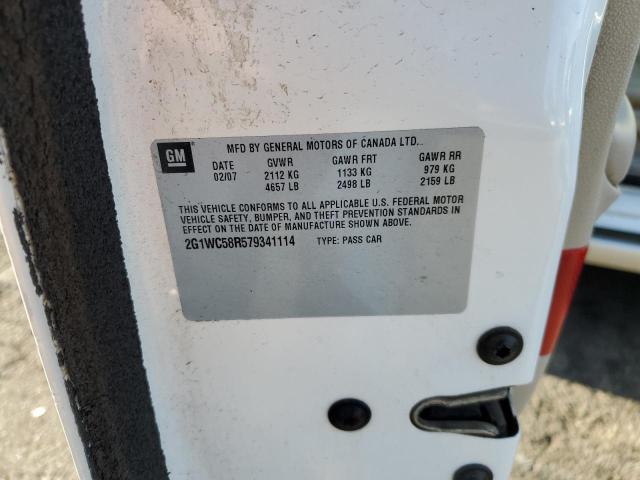 GM
MFD BY GENERAL MOTORS OF CANADA LTD..
DATE GVWR GAWR FRT GAWR RR
02/07 2112 KG 1133 KG 979 KG
4657 LB 2498 LB 2159 LB
THIS VEHICLE CONFORMS TO ALL APPLICABLE U.S. FEDERAL MOTOR
VEHICLE SAFETY, BUMPER, AND THEFT PREVENTION STANDARDS IN
EFFECT ON THE DATE OF MANUFACTURE SHOWN ABOVE.
2G1WC58R579341114 TYPE: PASS CAR